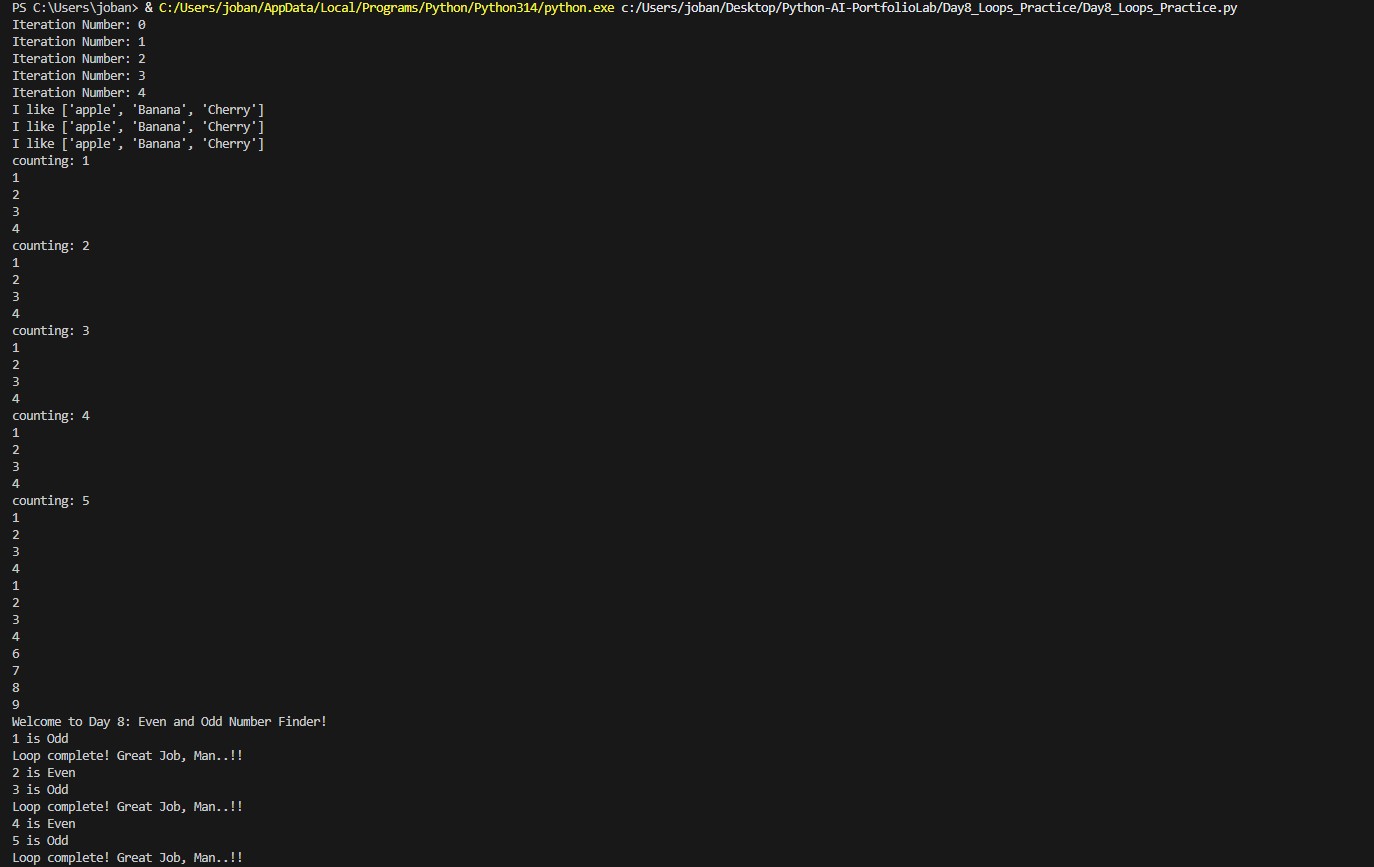 PS C:\Users\joban> & C:/Users/joban/AppData/Local/Programs/Python/Python314/python.exe c:/Users/joban/Desktop/Python-AI-PortfolioLab/Day8_Loops_Practice/Day8_Loops_Practice.py
Iteration Number: 0
Iteration Number: 1
Iteration Number: 2
Iteration Number: 3
Iteration Number: 4
I like ['apple', 'Banana', 'Cherry']
I like ['apple', 'Banana', 'Cherry']
I like ['apple', 'Banana', 'Cherry']
counting: 1
1
2
3
4
counting: 2
1
2
3
4
counting: 3
1
2
3
4
counting: 4
1
2
3
4
counting: 5
1
2
3
4
1
2
3
4
6
7
8
9
Welcome to Day 8: Even and Odd Number Finder!
1 is Odd
Loop complete! Great Job, Man..!!
2 is Even
3 is Odd
Loop complete! Great Job, Man..!!
4 is Even
5 is Odd
Loop complete! Great Job, Man..!!